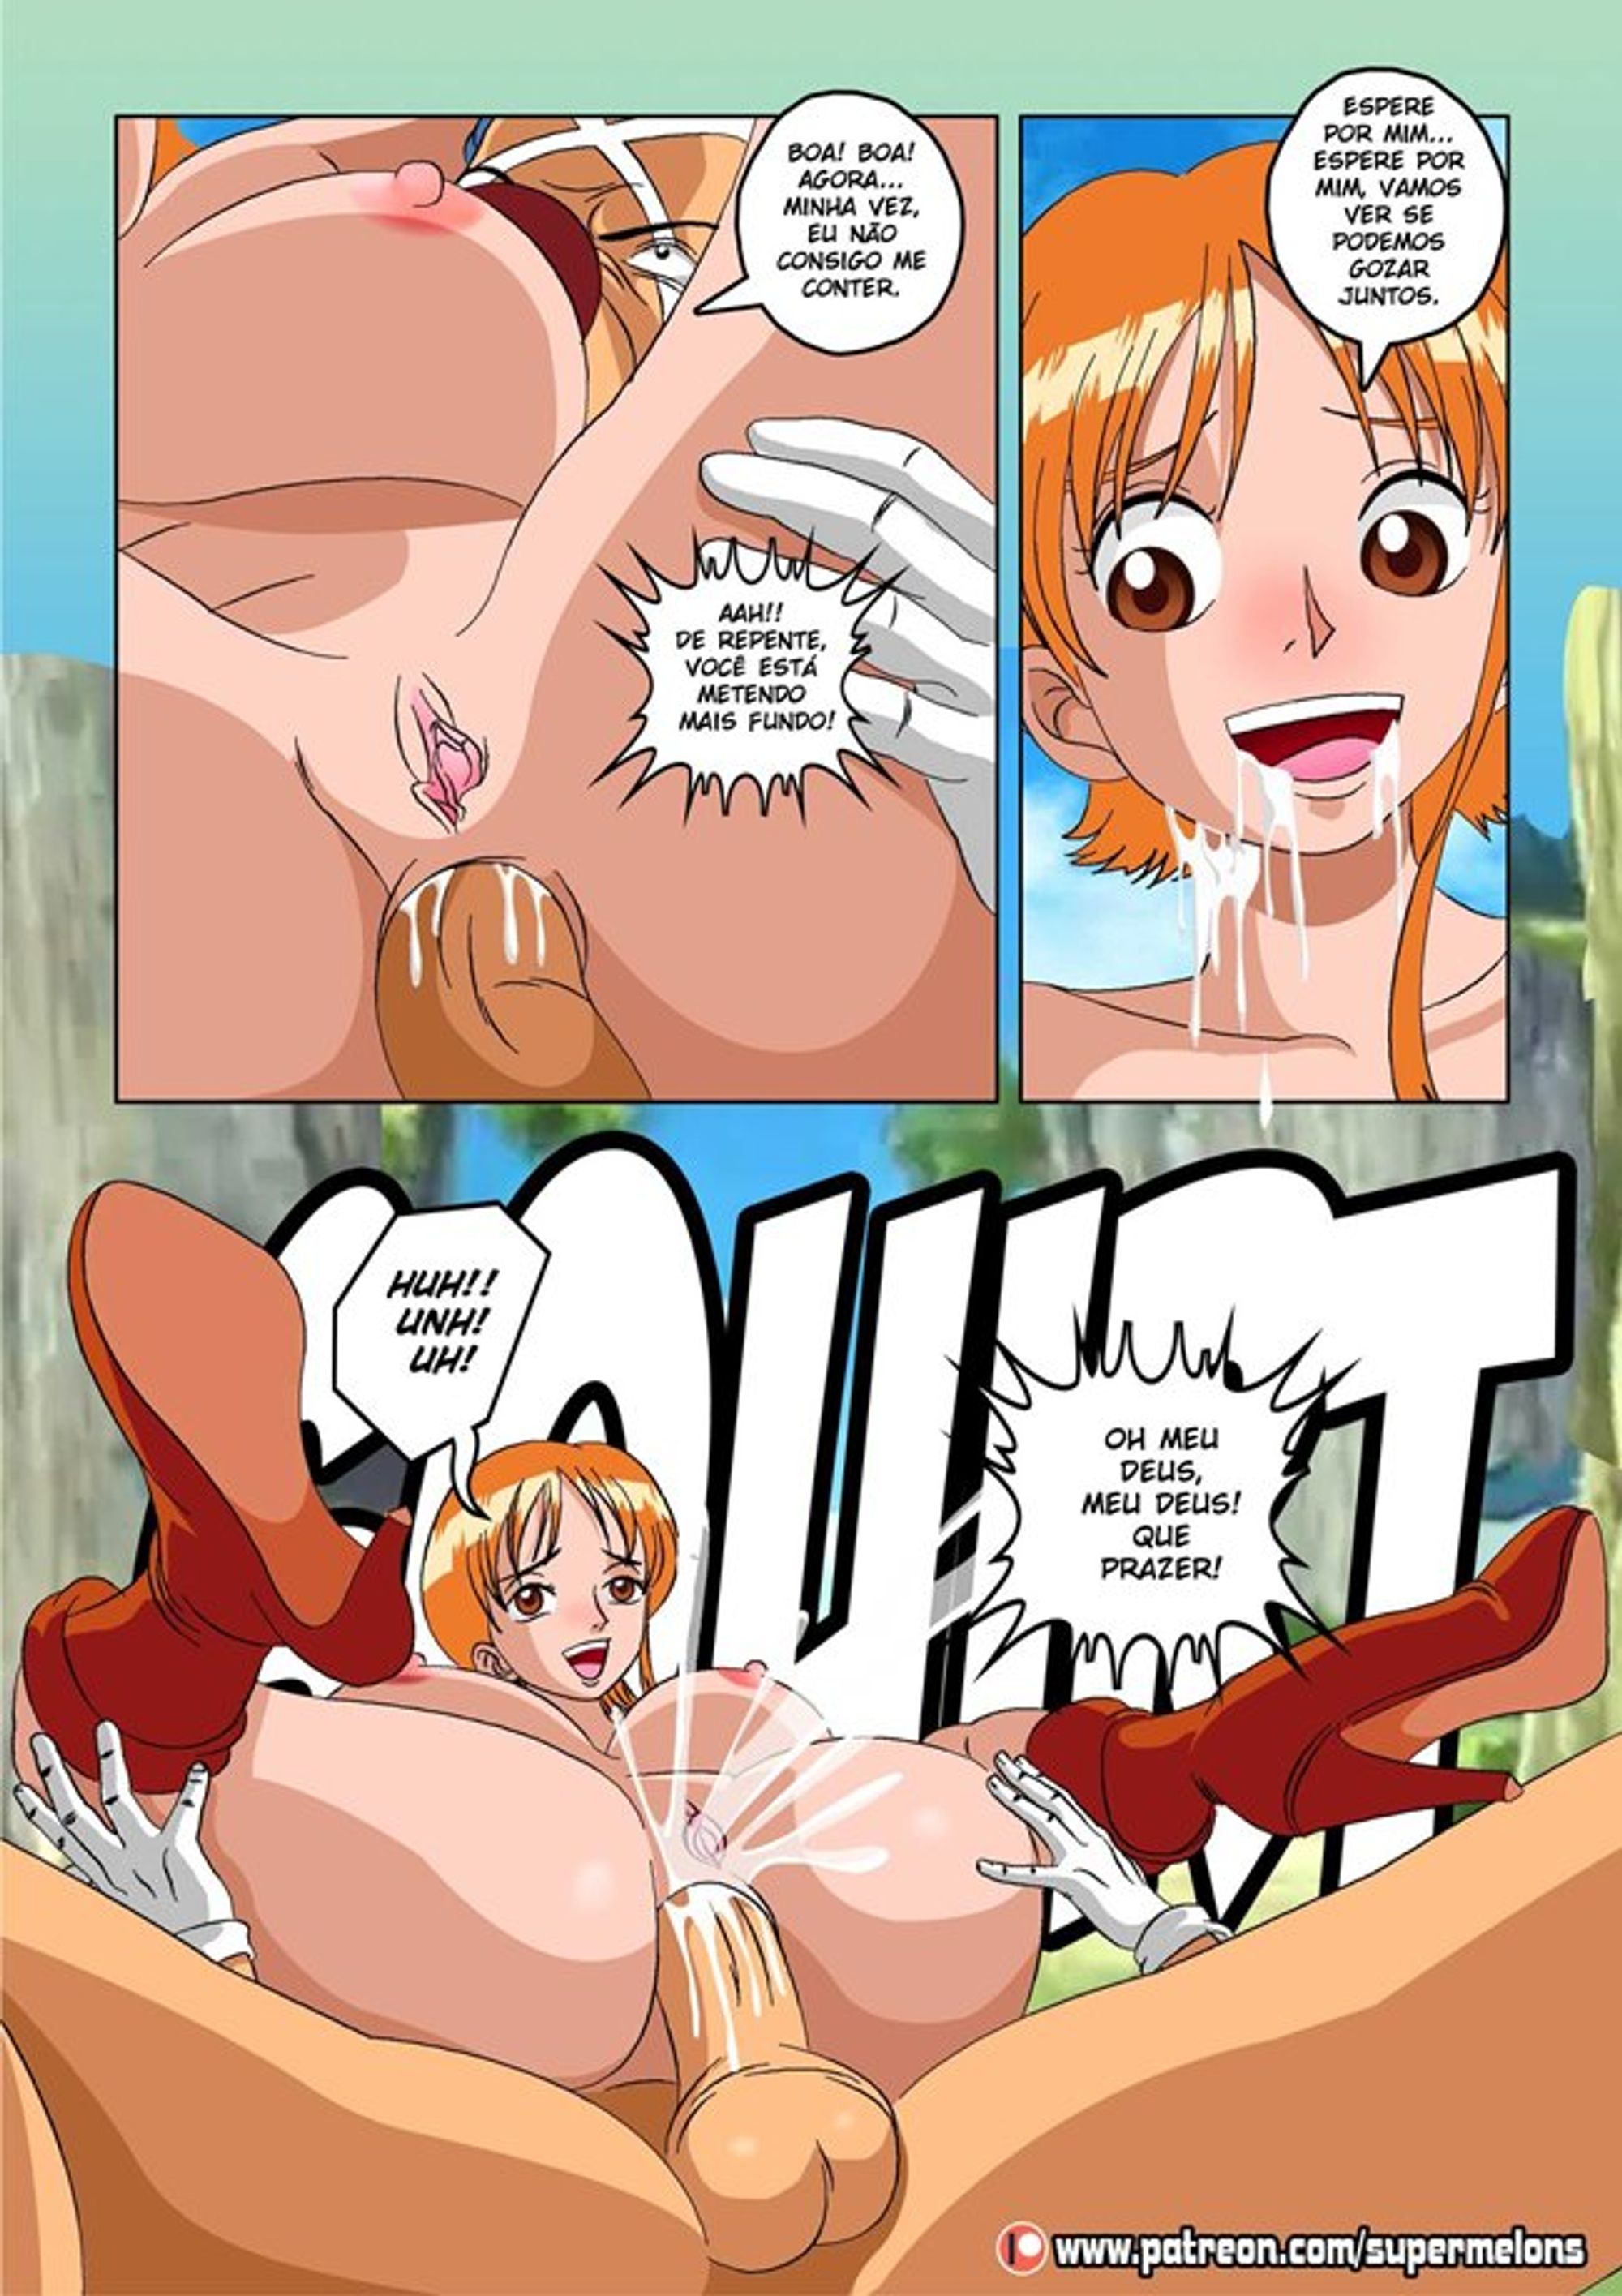 BOA! BOA!
AGORA...
MINHA VEZ,
EU NÃO
CONSIGO ME
CONTER.
ESPERE
POR MIM...
ESPERE POR
MIM, VAMOS
VER SE
PODEMOS
GOZAR
JUNTOS.
AAH!!
DE REPENTE,
VOCÊ ESTÁ
METENDO
MAIS FUNDO!
HUH!!
UNH!
UH!
OH MEU
DEUS,
MEU DEUS!
QUE
PRAZER!
www.patreon.com/supermelons